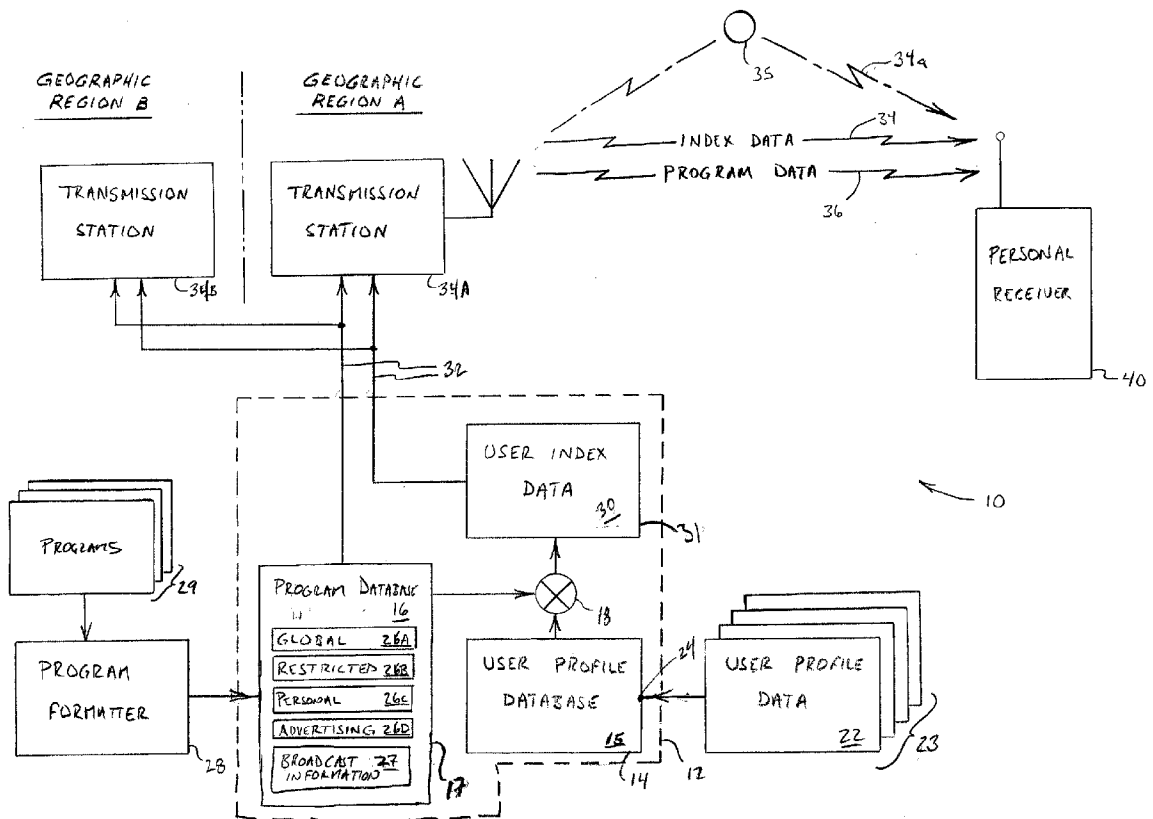 35
34a
GEOGRAPHIC
REGION B
GEOGRAPHIC
REGION A
INDEX DATA
34
PROGRAM DATA
36
TRANSMISSION
STATION
34B
TRANSMISSION
STATION
34A
PERSONAL
RECEIVER
40
32
USER INDEX
DATA
30
31
10
PROGRAMS
29
PROGRAM
FORMATTER
28
PROGRAM DATABASE
16
GLOBAL 26A
RESTRICTED 26B
PERSONAL 26C
ADVERTISING 26D
BROADCAST 27
INFORMATION
17
18
USER PROFILE
DATABASE
15
14
24
12
USER PROFILE
DATA
22
23